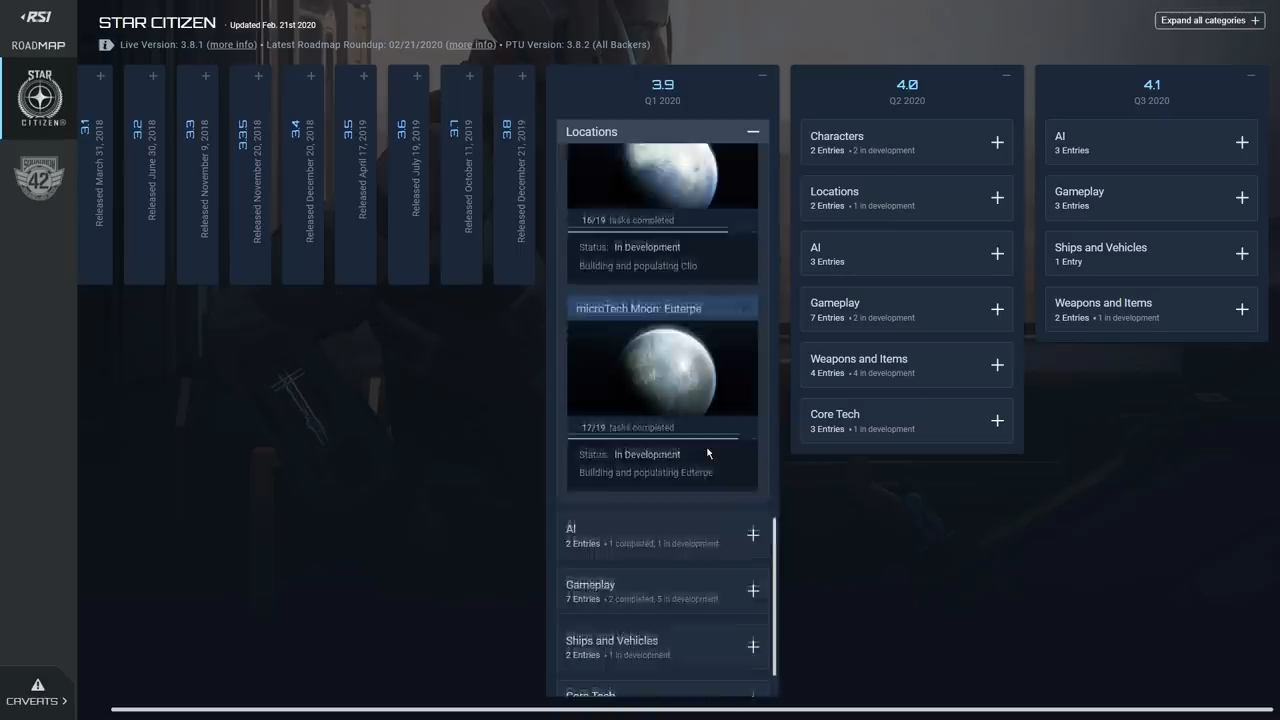 RSI
ROADMAP
STAR
CITIZEN®
SQUADRON
42
CAVEATS
STAR CITIZEN • Updated Feb. 21st 2020
Live Version: 3.8.1 (more info) • Latest Roadmap Roundup: 02/21/2020 (more info) • PTU Version: 3.8.2 (All Backers)
Expand all categories
3.1
Released March 31, 2018
3.2
Released June 30, 2018
3.3
Released November 9, 2018
3.3.5
Released November 20, 2018
3.4
Released December 20, 2018
3.5
Released April 17, 2019
3.6
Released July 19, 2019
3.7
Released October 11, 2019
3.8
Released December 21, 2019
3.9
Q1 2020
Locations
16/19 tasks completed
Status: In Development
Building and populating Clio
microTech Moon: Euterpe
17/19 tasks completed
Status: In Development
Building and populating Euterpe
AI
2 Entries • 1 completed, 1 in development
Gameplay
7 Entries • 2 completed, 5 in development
Ships and Vehicles
2 Entries • 1 in development
Core Tech
4.0
Q2 2020
Characters
2 Entries • 2 in development
Locations
2 Entries • 1 in development
AI
3 Entries
Gameplay
7 Entries • 2 in development
Weapons and Items
4 Entries • 4 in development
Core Tech
3 Entries • 1 in development
4.1
Q3 2020
AI
3 Entries
Gameplay
3 Entries
Ships and Vehicles
1 Entry
Weapons and Items
2 Entries • 1 in development